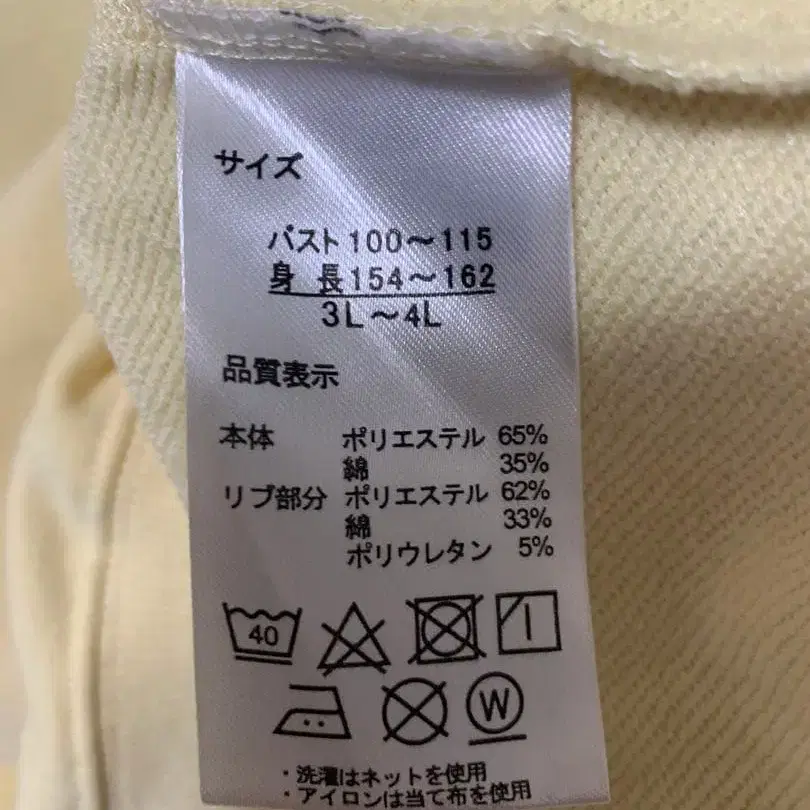 サイズ
バスト100～115
身 長154～162
3L～4L
品質表示
本体 ポリエステル 65%
綿 35%
リブ部分 ポリエステル 62%
綿 33%
ポリウレタン 5%
40
W
・洗濯はネットを使用
・アイロンは当て布を使用